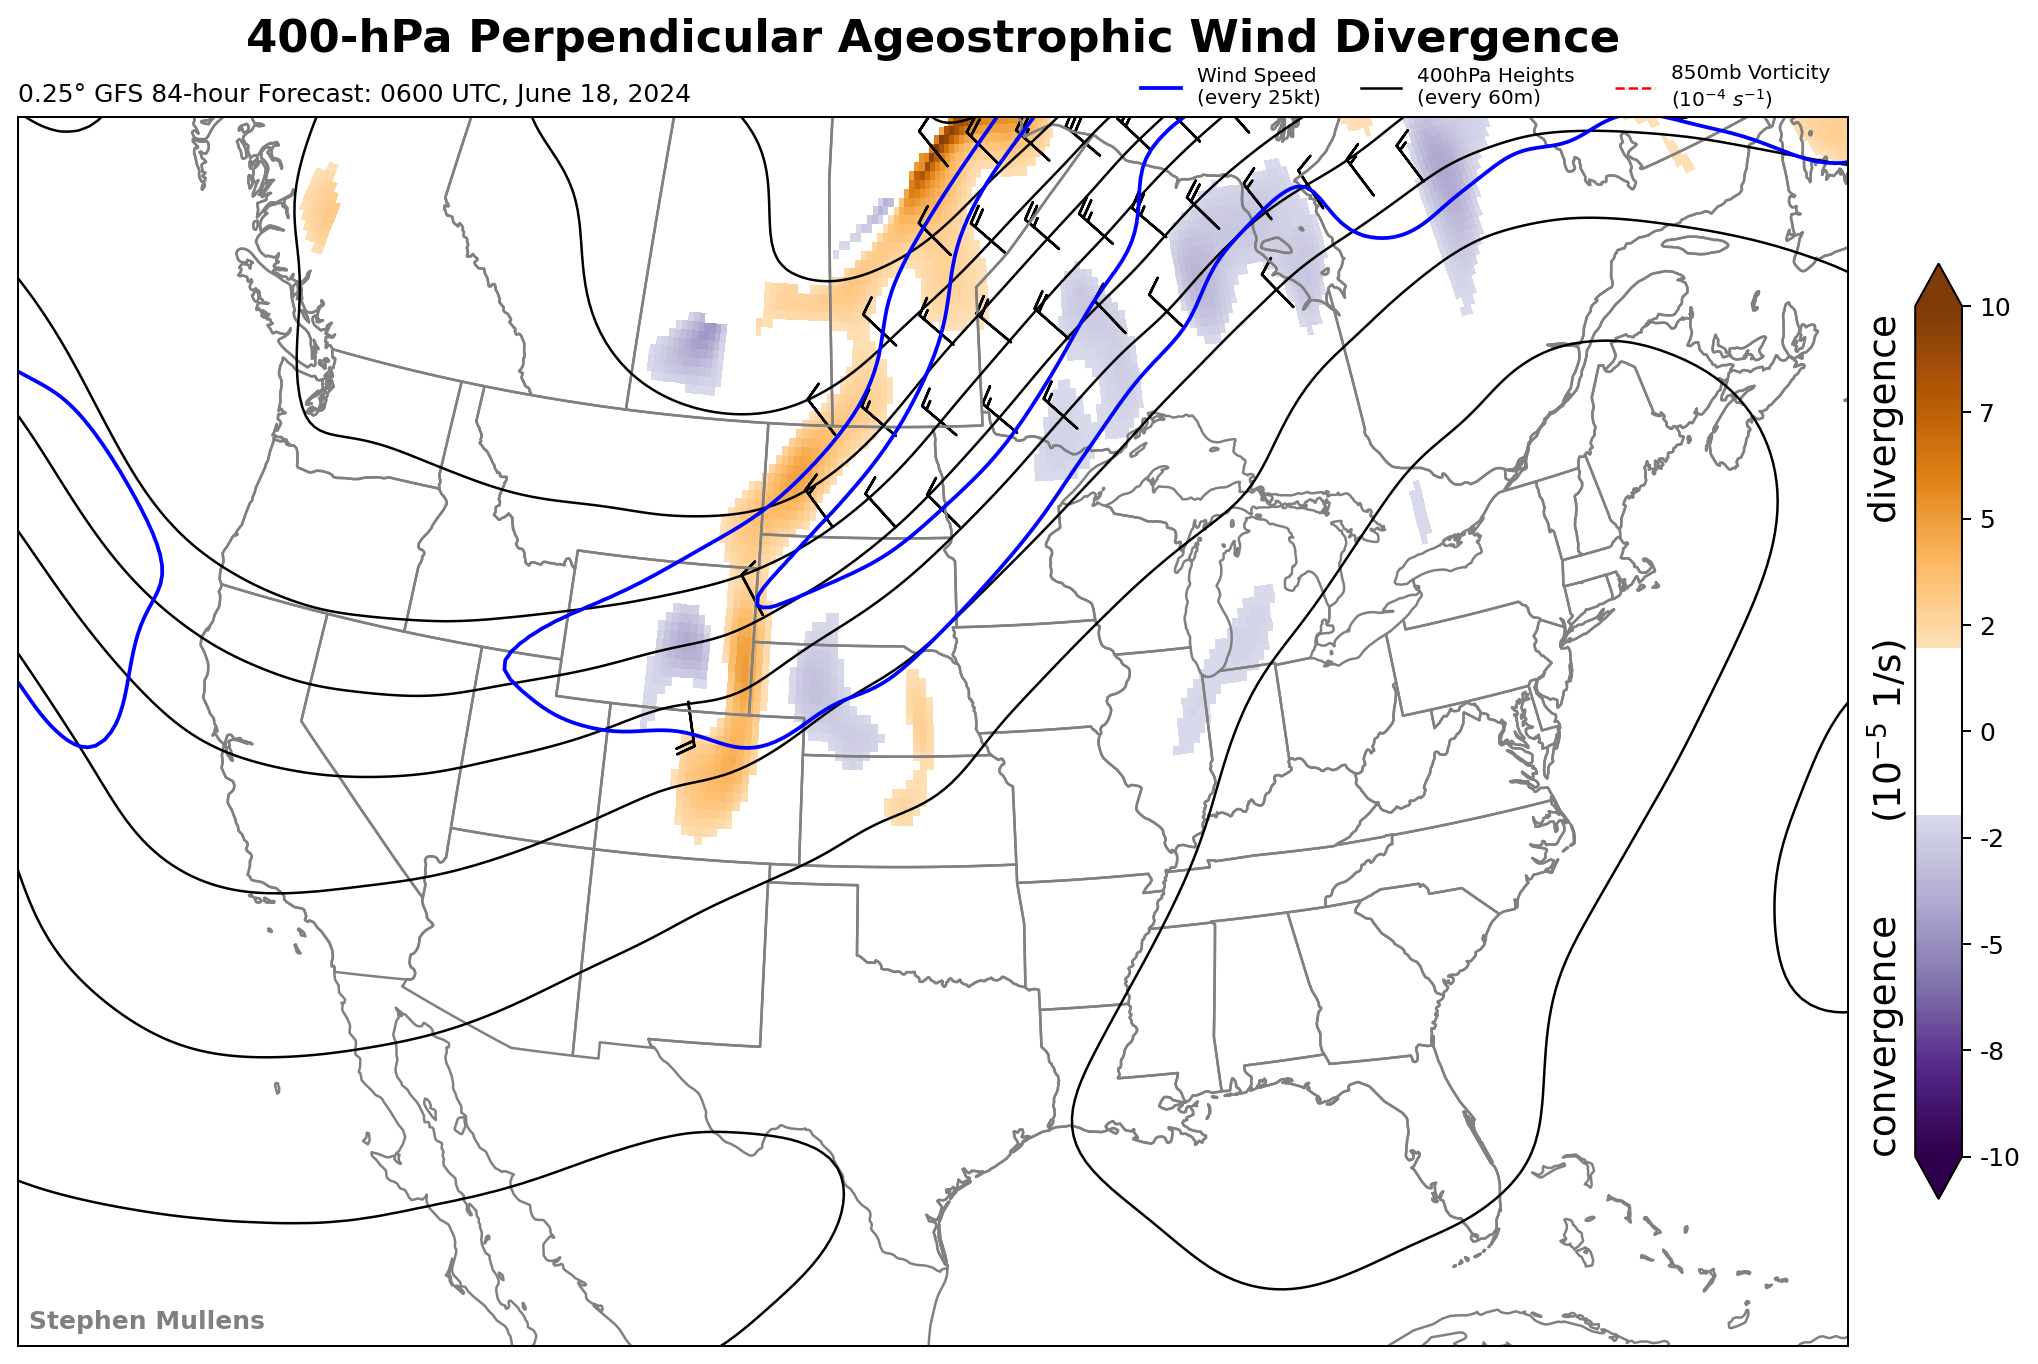 400-hPa Perpendicular Ageostrophic Wind Divergence
0.25° GFS 84-hour Forecast: 0600 UTC, June 18, 2024
Wind Speed
(every 25kt)
400hPa Heights
(every 60m)
850mb Vorticity
(10⁻⁴ s⁻¹)
10
7
5
2
0
-2
-5
-8
-10
convergence (10⁻⁵ 1/s) divergence
Stephen Mullens